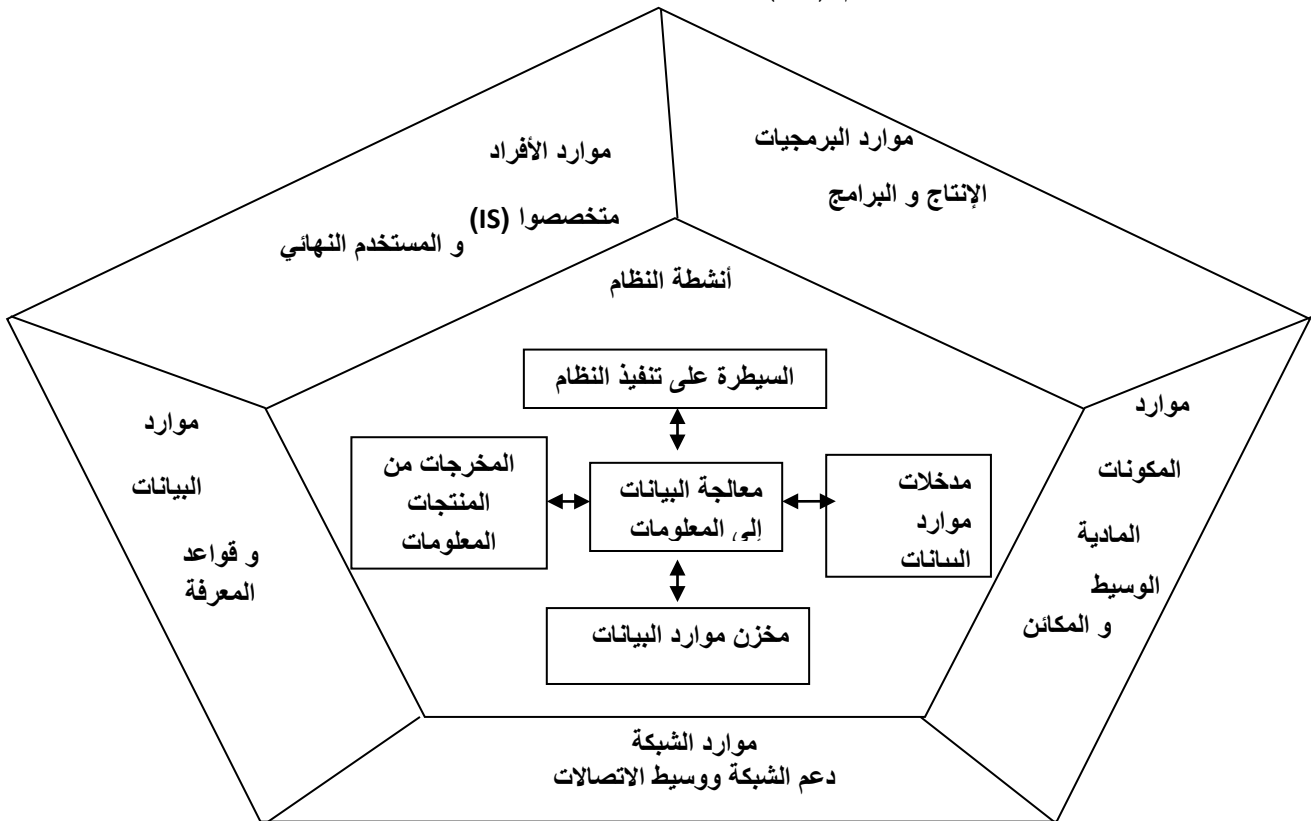 موارد البرمجيات
الإنتاج و البرامج
موارد الأفراد
متخصصوا (IS)
و المستخدم النهائي
أنشطة النظام
السيطرة على تنفيذ النظام
موارد
المكونات
المادية
الوسيط
و المكائن
مدخلات
موارد
البيانات
معالجة البيانات
إلى المعلومات
المخرجات من
المنتجات
المعلومات
موارد
البيانات
و قواعد
المعرفة
مخزن موارد البيانات
موارد الشبكة
دعم الشبكة ووسيط الاتصالات